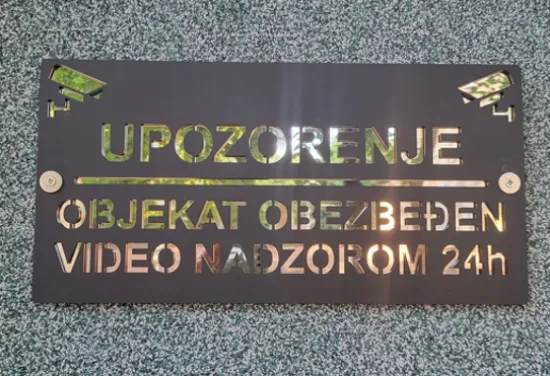 UPOZORENJE
OBJEKAT OBEZBEĐEN
VIDEO NADZOROM 24h